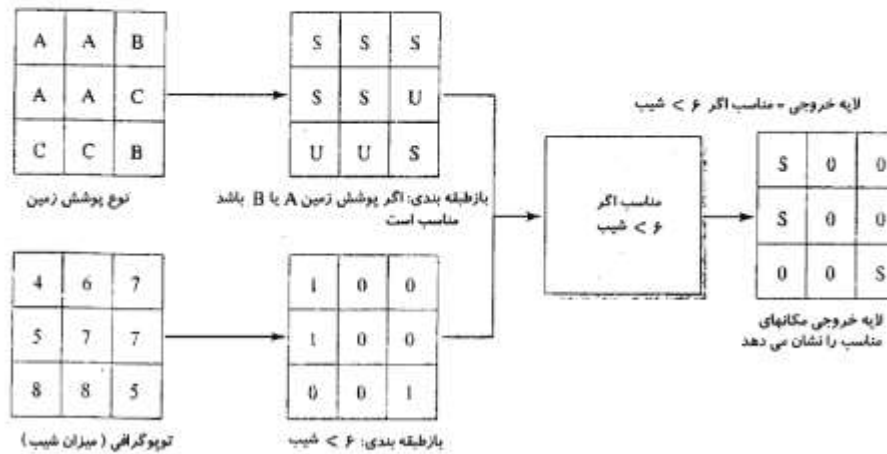 A A B
A A C
C C B
نوع پوشش زمین
S S S
S S U
U U S
بازطبقه بندی: اگر پوشش زمین A یا B باشد
مناسب است
4 6 7
5 7 7
8 8 5
توپوگرافی (میزان شیب)
1 0 0
1 0 0
0 0 1
بازطبقه بندی: ۶ > شیب
مناسب اگر
۶ > شیب
لایه خروجی = مناسب اگر ۶ > شیب
S 0 0
S 0 0
0 0 S
لایه خروجی مکانهای
مناسب را نشان می دهد